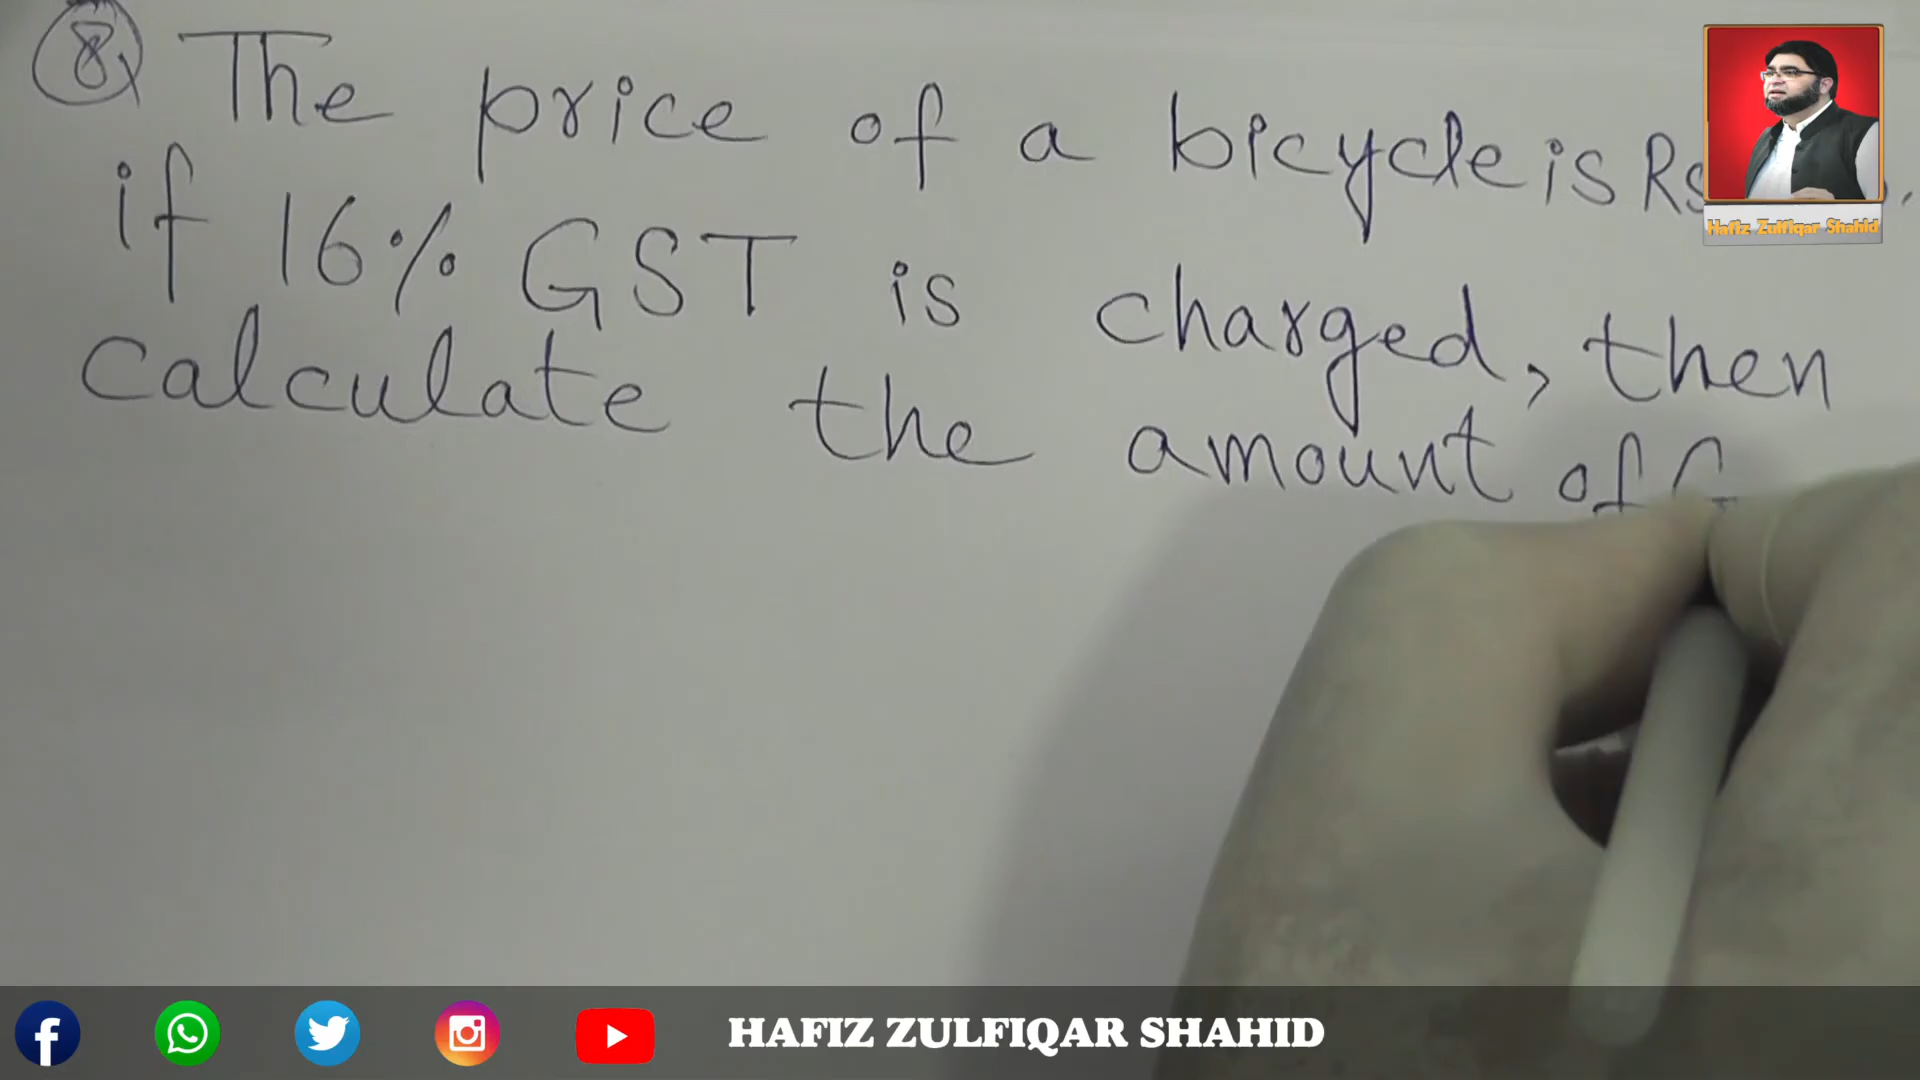 8 The price of a bicycle is Rs
if 16% GST is charged, then
calculate the amount of G
Hafiz Zulfiqar Shahid
HAFIZ ZULFIQAR SHAHID